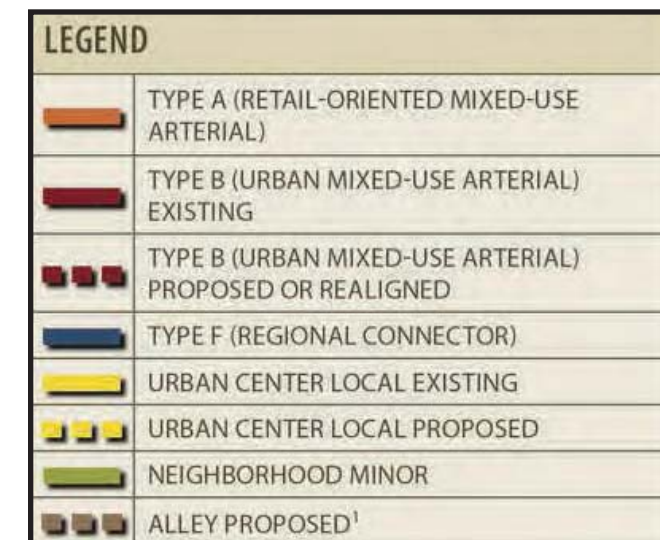 LEGEND
TYPE A (RETAIL-ORIENTED MIXED-USE
ARTERIAL)
TYPE B (URBAN MIXED-USE ARTERIAL)
EXISTING
TYPE B (URBAN MIXED-USE ARTERIAL)
PROPOSED OR REALIGNED
TYPE F (REGIONAL CONNECTOR)
URBAN CENTER LOCAL EXISTING
URBAN CENTER LOCAL PROPOSED
NEIGHBORHOOD MINOR
ALLEY PROPOSED¹